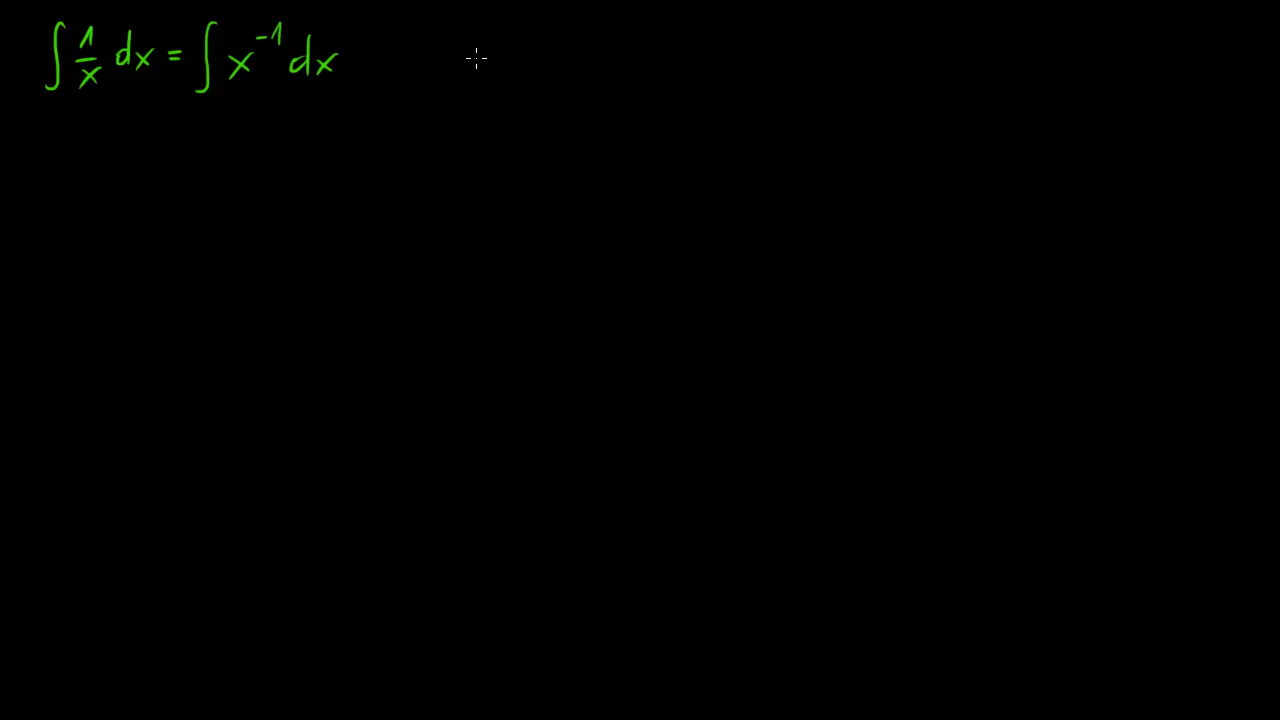 ∫ 1/x dx = ∫ x⁻¹ dx